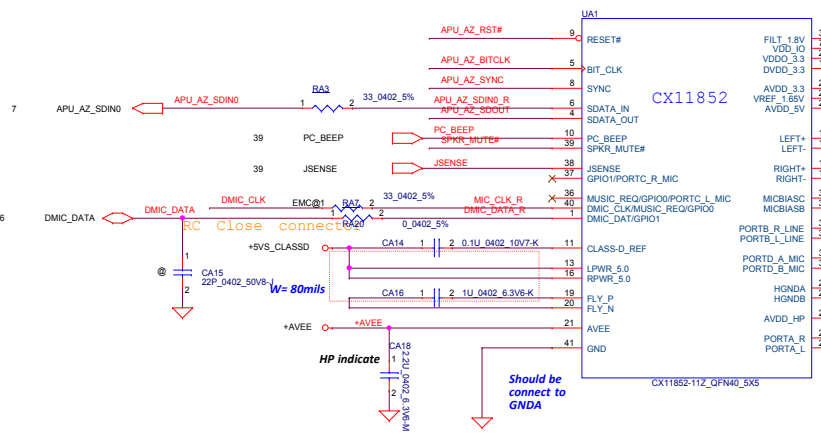 UA1
APU_AZ_RST#
9
RESET#
FILT_1.8V
VDD_IO
VDDO_3.3
DVDD_3.3
APU_AZ_BITCLK
5
BIT_CLK
APU_AZ_SYNC
8
SYNC
AVDD_3.3
VREF_1.65V
AVDD_5V
CX11852
RA3
33_0402_5%
7
APU_AZ_SDIN0
APU_AZ_SDIN0
1
2
APU_AZ_SDIN0_R
6
SDATA_IN
APU_AZ_SDOUT
4
SDATA_OUT
39
PC_BEEP
PC_BEEP
10
PC_BEEP
SPKR_MUTE#
39
SPKR_MUTE#
LEFT+
LEFT-
39
JSENSE
JSENSE
38
JSENSE
37
GPIO1/PORTC_R_MIC
RIGHT+
RIGHT-
36
MUSIC_REQ/GPIO0/PORTC_L_MIC
MICBIASC
DMIC_CLK
EMC@
1
RA7
2
33_0402_5%
MIC_CLK_R
40
DMIC_CLK/MUSIC_REQ/GPIO0
MICBIASB
6
DMIC_DATA
DMIC_DATA
1
RA20
2
0_0402_5%
DMIC_DATA_R
1
DMIC_DAT/GPIO1
RC Close connector
PORTB_R_LINE
PORTB_L_LINE
+5VS_CLASSD
CA14
1
2
0.1U_0402_10V7-K
11
CLASS-D_REF
PORTD_A_MIC
PORTD_B_MIC
13
LPWR_5.0
16
RPWR_5.0
@
1
CA15
22P_0402_50V8-J
2
W= 80mils
CA16
1
2
1U_0402_6.3V6-K
19
FLY_P
20
FLY_N
HGNDA
HGNDB
AVDD_HP
+AVEE
+AVEE
21
AVEE
PORTA_R
PORTA_L
41
GND
HP indicate
CA18
1
2
2.2U_0402_6.3V6-M
Should be
connect to
GNDA
CX11852-11Z_QFN40_5X5